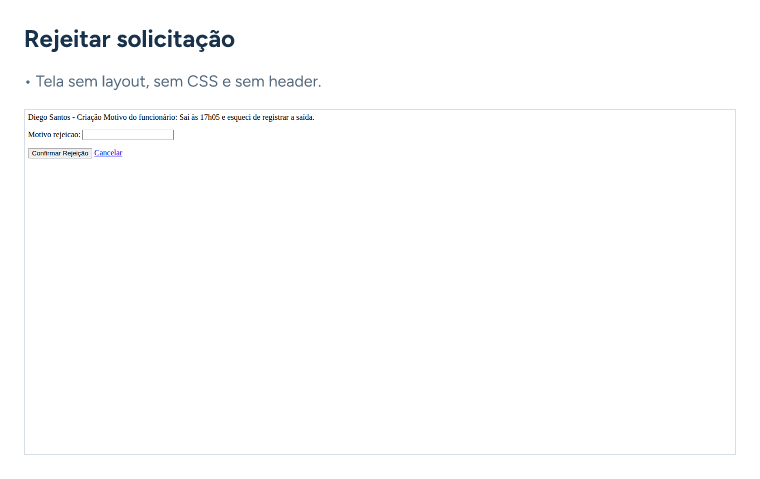 Rejeitar solicitação
• Tela sem layout, sem CSS e sem header.
Diego Santos - Criação Motivo do funcionário: Saí às 17h05 e esqueci de registrar a saída.
Motivo rejeicao:
Confirmar Rejeição Cancelar